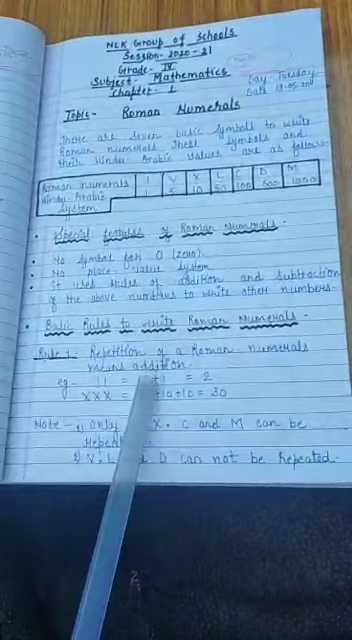 NLK Group of Schools
Session- 2020-21
Grade- IV
Subject- Mathematics
Chapter- 1
Day- Tuesday
Date
Topic- Roman Numerals
There are seven basic symbols to write
Roman numerals These symbols and
their Hindu-Arabic values are as follows-
Roman numerals I V X L C D M
Hindu-Arabic 1 5 10 50 100 500 1000
System
• Special features of Roman Numerals -
• No symbol for 0 (zero)
• No place-value system
• It uses rules of addition and subtraction
of the above numbers to write other numbers.
• Basic Rules to write Roman Numerals -
Rule 1- Repetition of a Roman numerals
means addition.
eg- II = +1 = 2
XXX = +10+10 = 30
Note- 1) Only X, C and M can be
2) V, L D can not be Repeated.